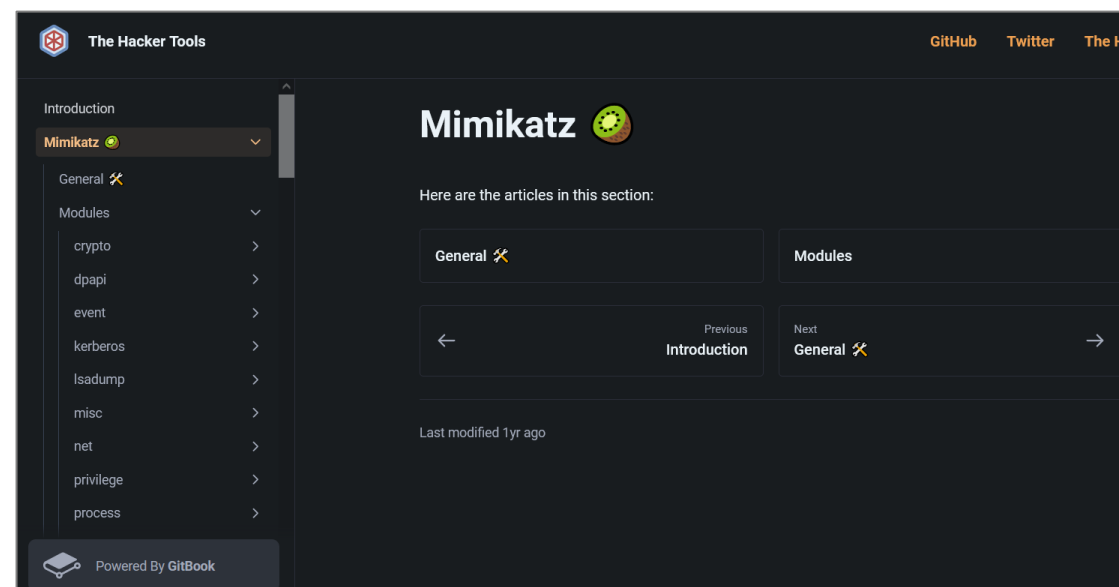 The Hacker Tools
GitHub Twitter The H
Introduction
Mimikatz 🥝
General 🛠
Modules
crypto
dpapi
event
kerberos
lsadump
misc
net
privilege
process
Powered By GitBook
Mimikatz 🥝
Here are the articles in this section:
General 🛠
Modules
Previous
Introduction
Next
General 🛠
Last modified 1yr ago